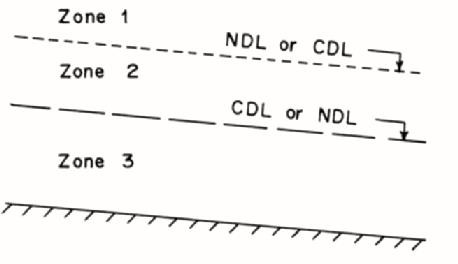 Zone 1
NDL or CDL
Zone 2
CDL or NDL
Zone 3